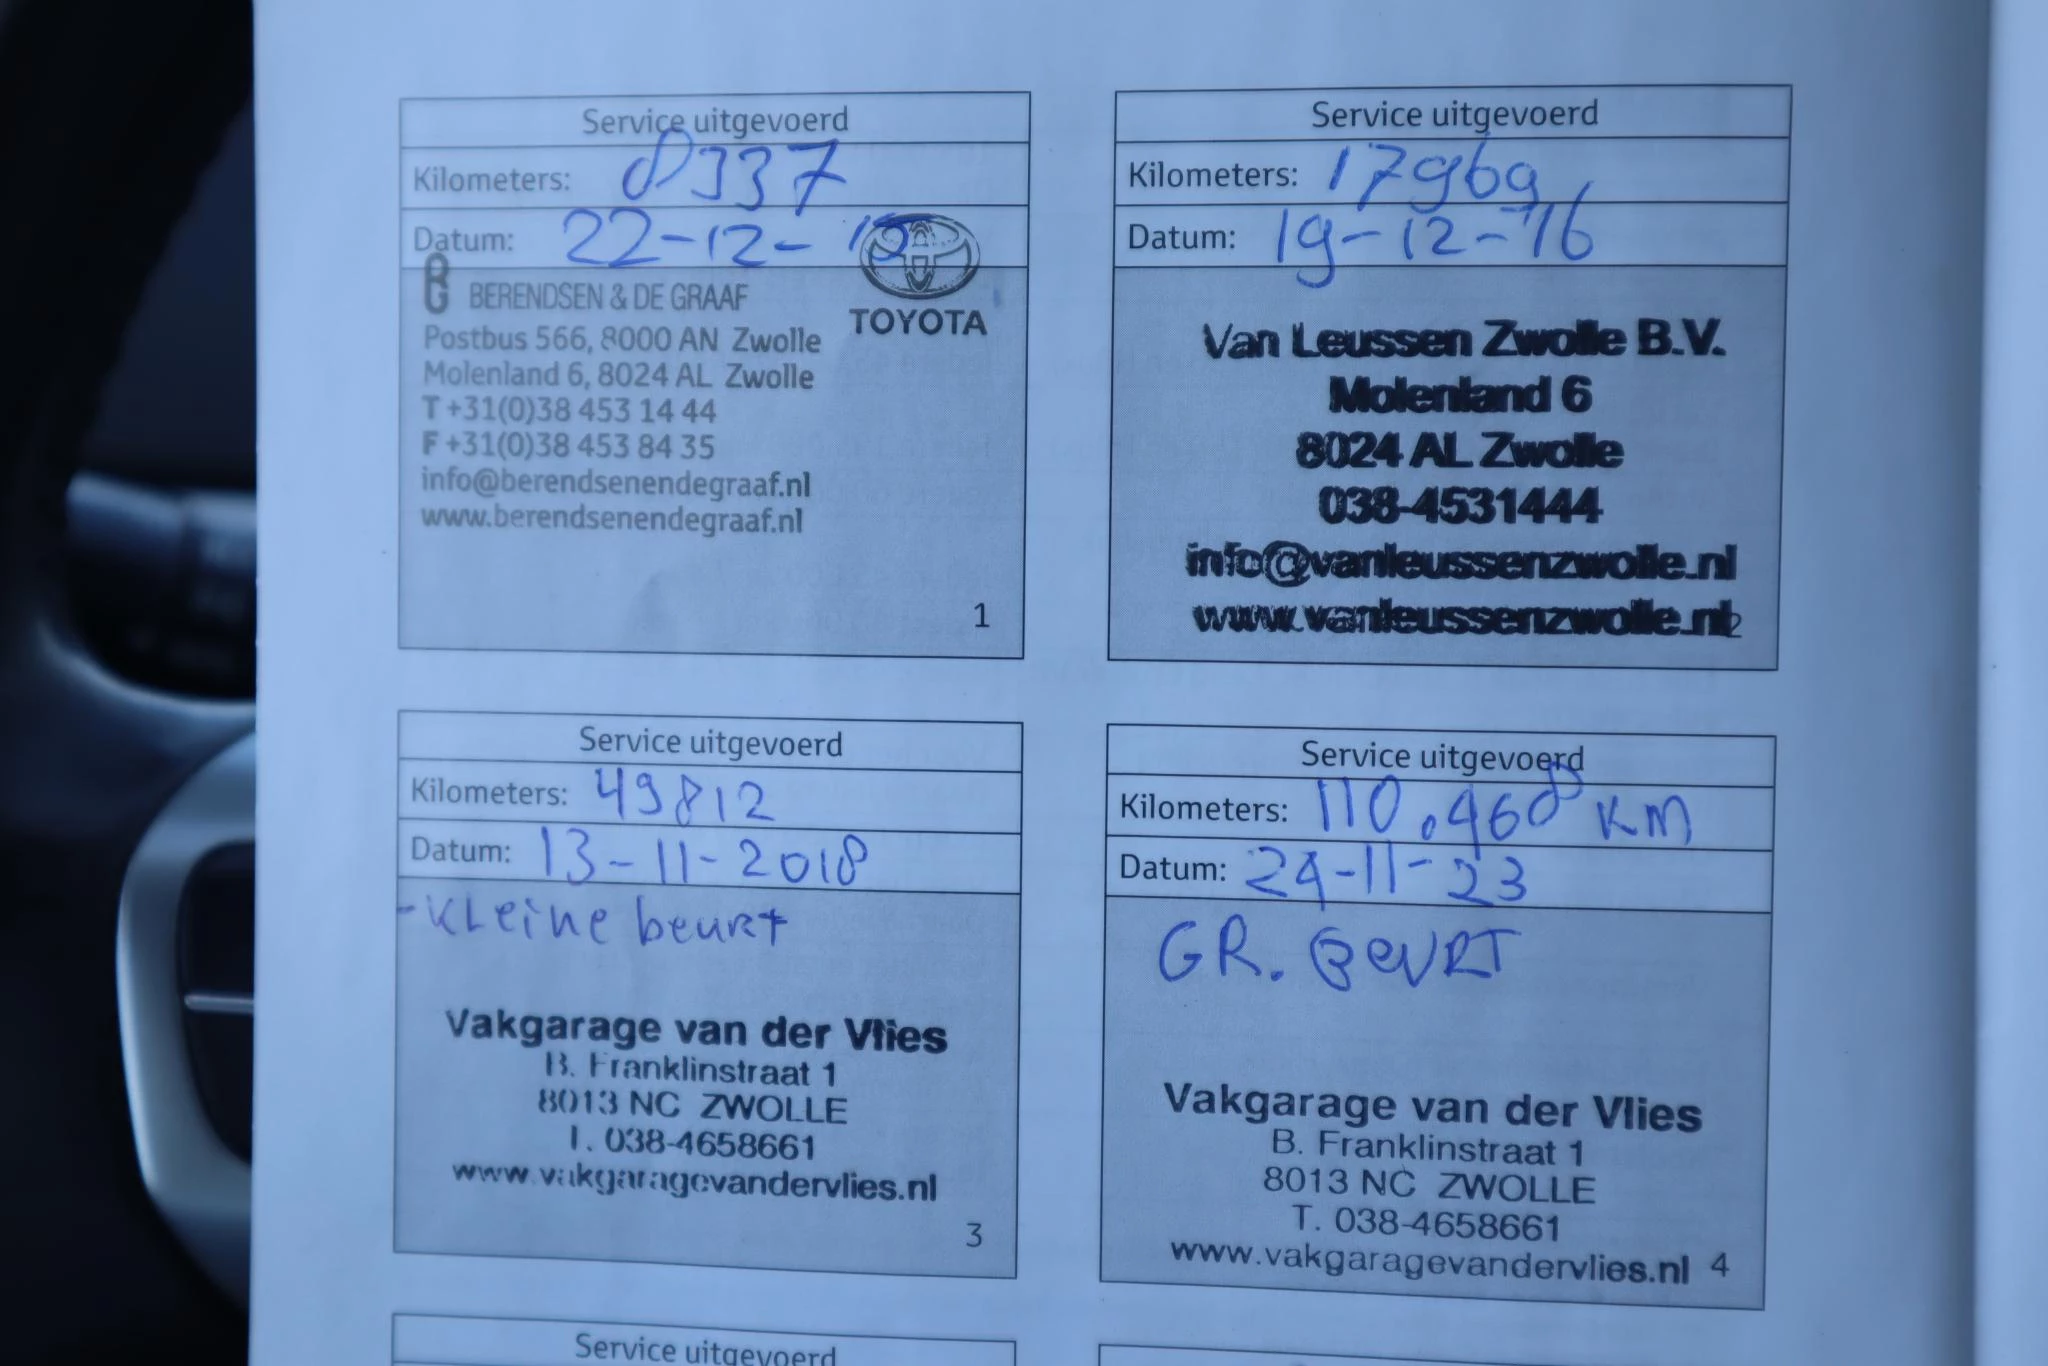 Service uitgevoerd
Kilometers: 8337
Datum: 22-12-'15
BERENDSEN & DE GRAAF
TOYOTA
Postbus 566, 8000 AN Zwolle
Molenland 6, 8024 AL Zwolle
T +31(0)38 453 14 44
F +31(0)38 453 84 35
info@berendsenendegraaf.nl
www.berendsenendegraaf.nl
1
Service uitgevoerd
Kilometers: 17969
Datum: 19-12-'16
Van Leussen Zwolle B.V.
Molenland 6
8024 AL Zwolle
038-4531444
info@vanleussenzwolle.nl
www.vanleussenzwolle.nl
2
Service uitgevoerd
Kilometers: 49812
Datum: 13-11-2018
-Kleine beurt
Vakgarage van der Vlies
B. Franklinstraat 1
8013 NC ZWOLLE
T. 038-4658661
www.vakgaragevandervlies.nl
3
Service uitgevoerd
Kilometers: 110.468 KM
Datum: 24-11-23
GR. BeURT
Vakgarage van der Vlies
B. Franklinstraat 1
8013 NC ZWOLLE
T. 038-4658661
www.vakgaragevandervlies.nl
4
Service uitgevoerd